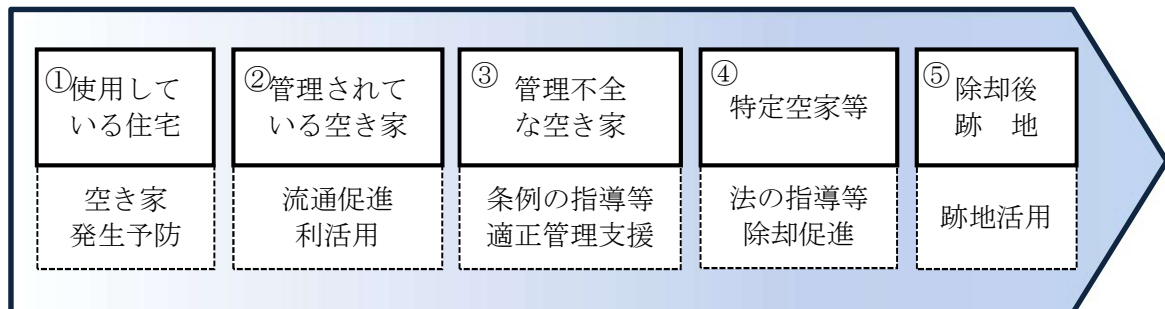 ①使用して
いる住宅
空き家
発生予防
②管理されて
いる空き家
流通促進
利活用
③ 管理不全
な空き家
条例の指導等
適正管理支援
④
特定空家等
法の指導等
除却促進
⑤ 除却後
跡　地
跡地活用